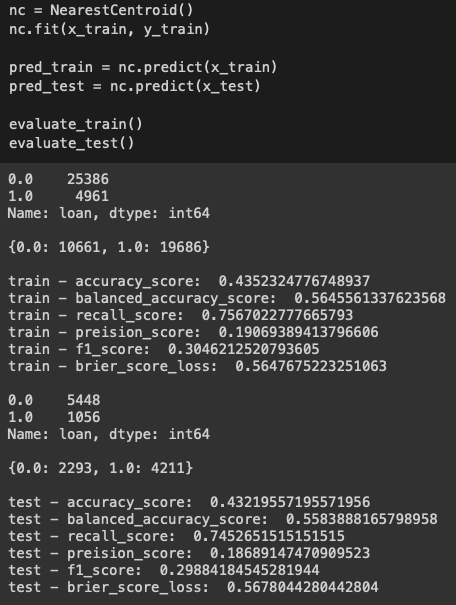 nc = NearestCentroid()
nc.fit(x_train, y_train)
pred_train = nc.predict(x_train)
pred_test = nc.predict(x_test)
evaluate_train()
evaluate_test()
0.0    25386
1.0     4961
Name: loan, dtype: int64
{0.0: 10661, 1.0: 19686}
train - accuracy_score:  0.4352324776748937
train - balanced_accuracy_score:  0.5645561337623568
train - recall_score:  0.7567022777665793
train - preision_score:  0.19069389413796606
train - f1_score:  0.3046212520793605
train - brier_score_loss:  0.5647675223251063
0.0    5448
1.0    1056
Name: loan, dtype: int64
{0.0: 2293, 1.0: 4211}
test - accuracy_score:  0.43219557195571956
test - balanced_accuracy_score:  0.5583888165798958
test - recall_score:  0.7452651515151515
test - preision_score:  0.18689147470909523
test - f1_score:  0.29884184545281944
test - brier_score_loss:  0.5678044280442804